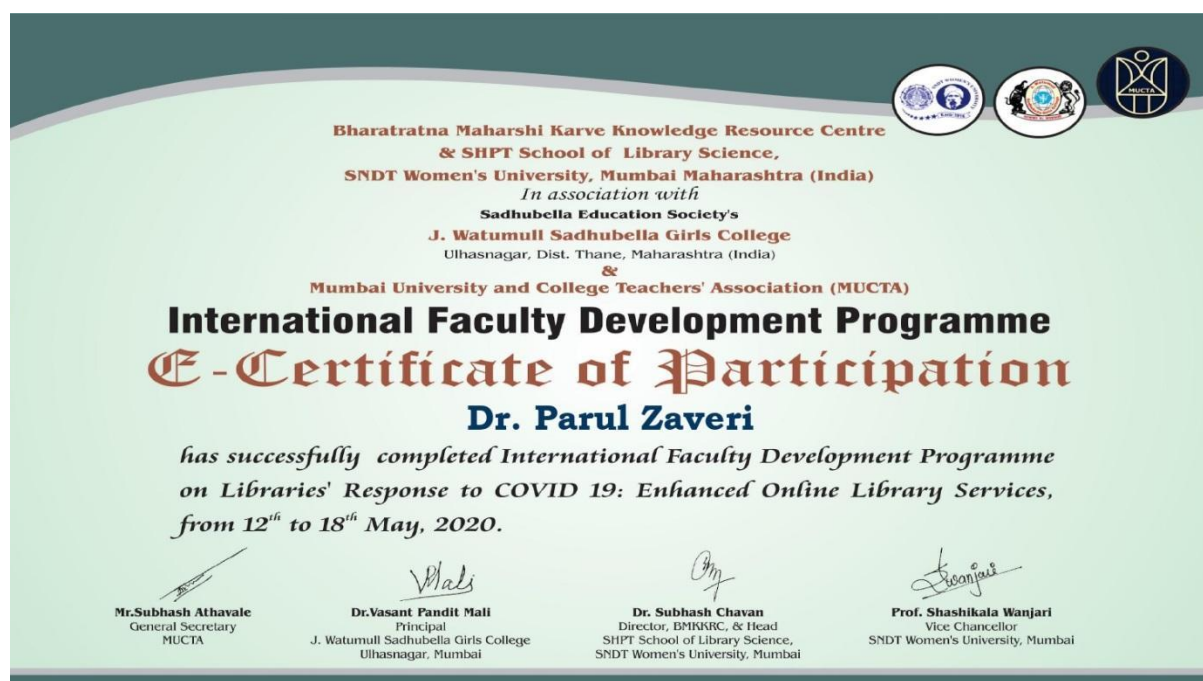 MUCTA
Bharatratna Maharshi Karve Knowledge Resource Centre
& SHPT School of Library Science,
SNDT Women's University, Mumbai Maharashtra (India)
In association with
Sadhubella Education Society's
J. Watumull Sadhubella Girls College
Ulhasnagar, Dist. Thane, Maharashtra (India)
&
Mumbai University and College Teachers' Association (MUCTA)
International Faculty Development Programme
E-Certificate of Participation
Dr. Parul Zaveri
has successfully completed International Faculty Development Programme
on Libraries' Response to COVID 19: Enhanced Online Library Services,
from 12th to 18th May, 2020.
Mr.Subhash Athavale
General Secretary
MUCTA
Dr.Vasant Pandit Mali
Principal
J. Watumull Sadhubella Girls College
Ulhasnagar, Mumbai
Dr. Subhash Chavan
Director, BMKKRC, & Head
SHPT School of Library Science,
SNDT Women's University, Mumbai
Prof. Shashikala Wanjari
Vice Chancellor
SNDT Women's University, Mumbai